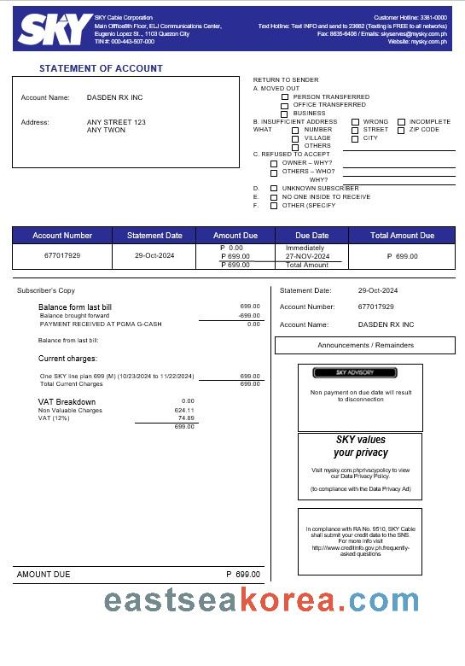 SKY
SKY Cable Corporation
Main Office6th Floor, ELJ Communications Center,
Eugenio Lopez St., 1103 Quezon City
TIN #: 000-443-607-000
Customer Hotline: 3381-0000
Text Hotline: Text INFO and send to 23662 (Texting is FREE to all networks)
Fax: 8635-6406 / Emails: skyserves@mysky.com.ph
Website: mysky.com.ph
STATEMENT OF ACCOUNT
Account Name: DASDEN RX INC
Address: ANY STREET 123
ANY TWON
RETURN TO SENDER
A. MOVED OUT
PERSON TRANSFERRED
OFFICE TRANSFERRED
BUSINESS
B. INSUFFICIENT ADDRESS WRONG INCOMPLETE
WHAT NUMBER STREET ZIP CODE
VILLAGE CITY
OTHERS
C. REFUSED TO ACCEPT
OWNER – WHY?
OTHERS – WHO?
WHY?
D. UNKNOWN SUBSCRIBER
E. NO ONE INSIDE TO RECEIVE
F. OTHER (SPECIFY
Account Number Statement Date Amount Due Due Date Total Amount Due
P 0.00 Immediately
677017929 29-Oct-2024 P 699.00 27-NOV-2024 P 699.00
P 699.00 Total Amount
Subscriber's Copy
Balance form last bill 699.00
Balance brought forward -699.00
PAYMENT RECEIVED AT PGMA G-CASH 0.00
Balance from last bill:
Current charges:
One SKY line plan 699 (M) (10/23/2024 to 11/22/2024) 699.00
Total Current Charges 699.00
VAT Breakdown 0.00
Non Valuable Charges 624.11
VAT (12%) 74.89
699.00
AMOUNT DUE P 699.00
Statement Date: 29-Oct-2024
Account Number: 677017929
Account Name: DASDEN RX INC
Announcements / Remainders
SKY ADVISORY
Non payment on due date will result
to disconnection
SKY values
your privacy
Visit mysky.com.phprivacypolicy to view
our Data Privacy Policy.
(to compliance with the Data Privacy Ad)
In compliance with RA No. 9510, SKY Cable
shall submit your credit data to the SNS.
For more info visit
http://www.creditinfo.gov.ph.frequently-
asked questions
eastseakorea.com